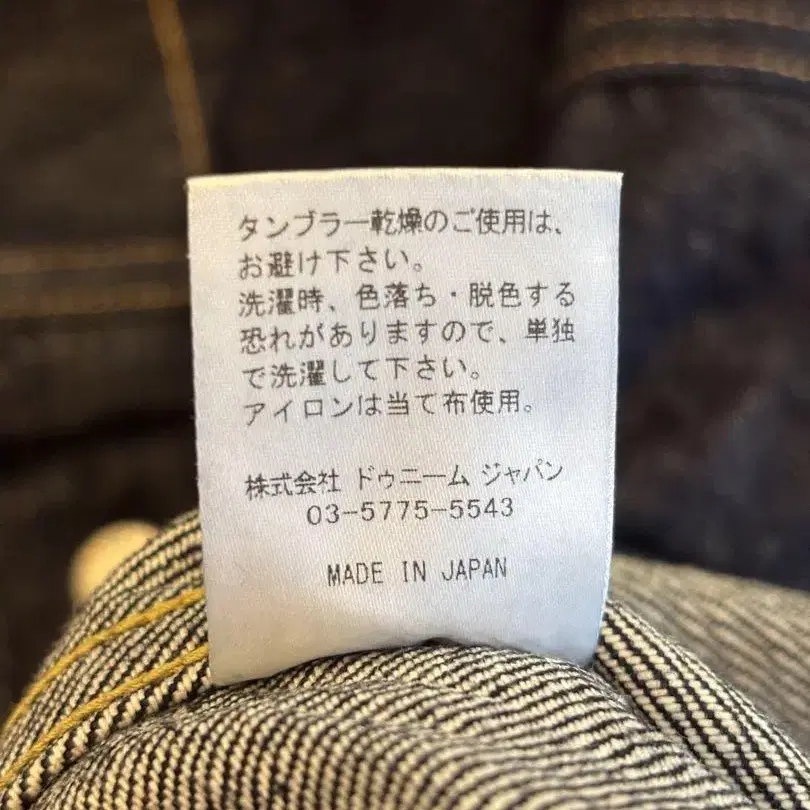 タンブラー乾燥のご使用は、
お避け下さい。
洗濯時、色落ち・脱色する
恐れがありますので、単独
で洗濯して下さい。
アイロンは当て布使用。
株式会社 ドゥニーム ジャパン
03-5775-5543
MADE IN JAPAN